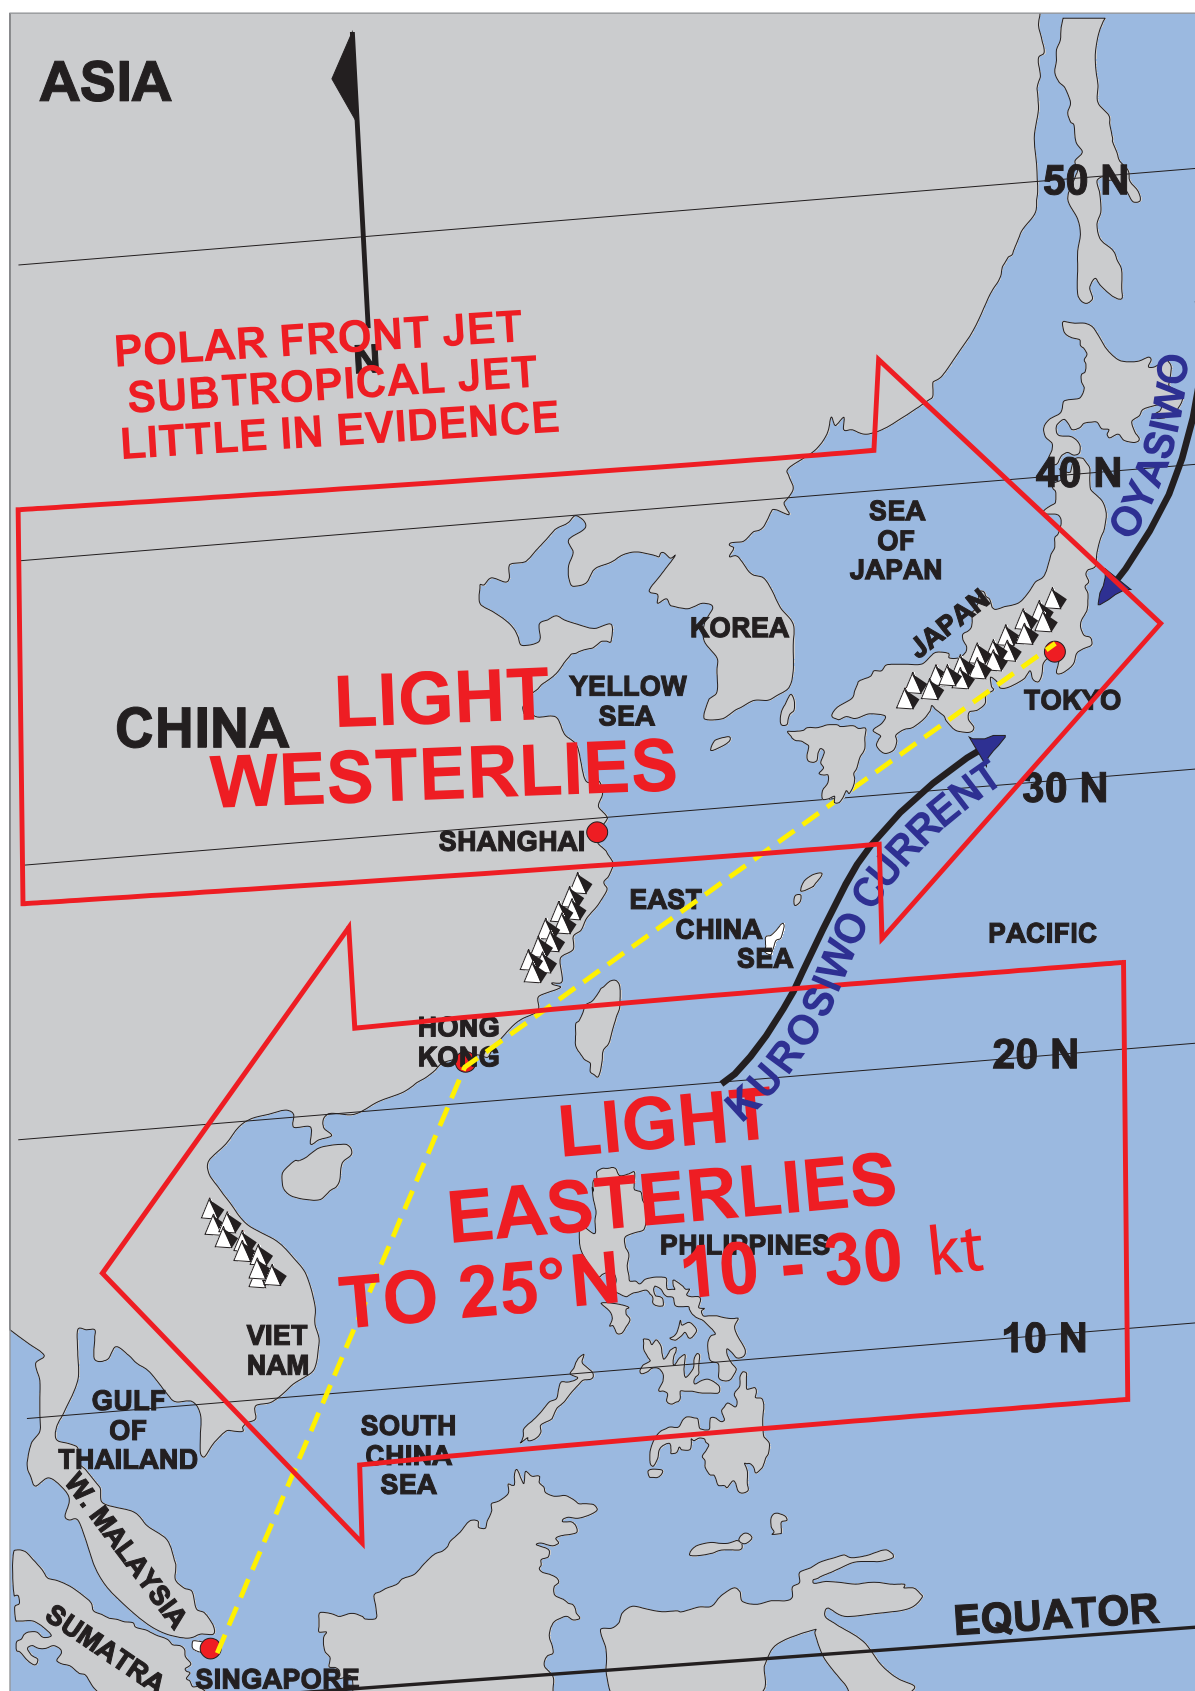 ASIA
50 N
POLAR FRONT JET
N
SUBTROPICAL JET
LITTLE IN EVIDENCE
OYASIWO
40 N
SEA
OF
JAPAN
JAPAN
KOREA
LIGHT
WESTERLIES
CHINA
YELLOW
SEA
TOKYO
30 N
SHANGHAI
KUROSIWO CURRENT
EAST
CHINA
SEA
PACIFIC
HONG
KONG
20 N
LIGHT
EASTERLIES
TO 25°N 10 - 30 kt
PHILIPPINES
VIET
NAM
10 N
GULF
OF
THAILAND
SOUTH
CHINA
SEA
W. MALAYSIA
SUMATRA
SINGAPORE
EQUATOR